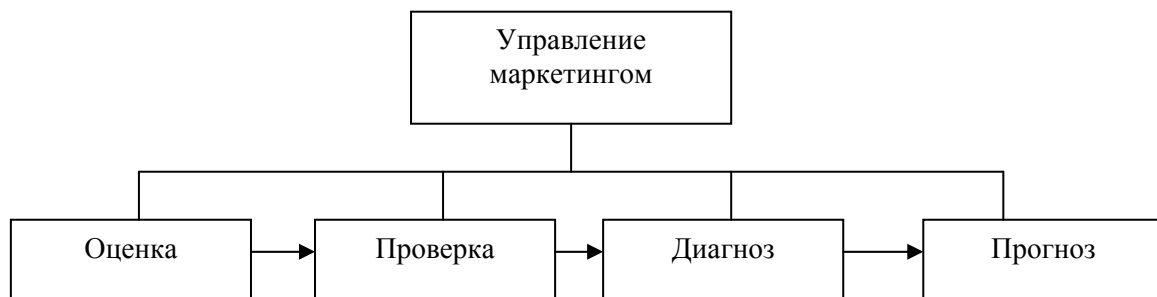 Управление
маркетингом
Оценка
Проверка
Диагноз
Прогноз